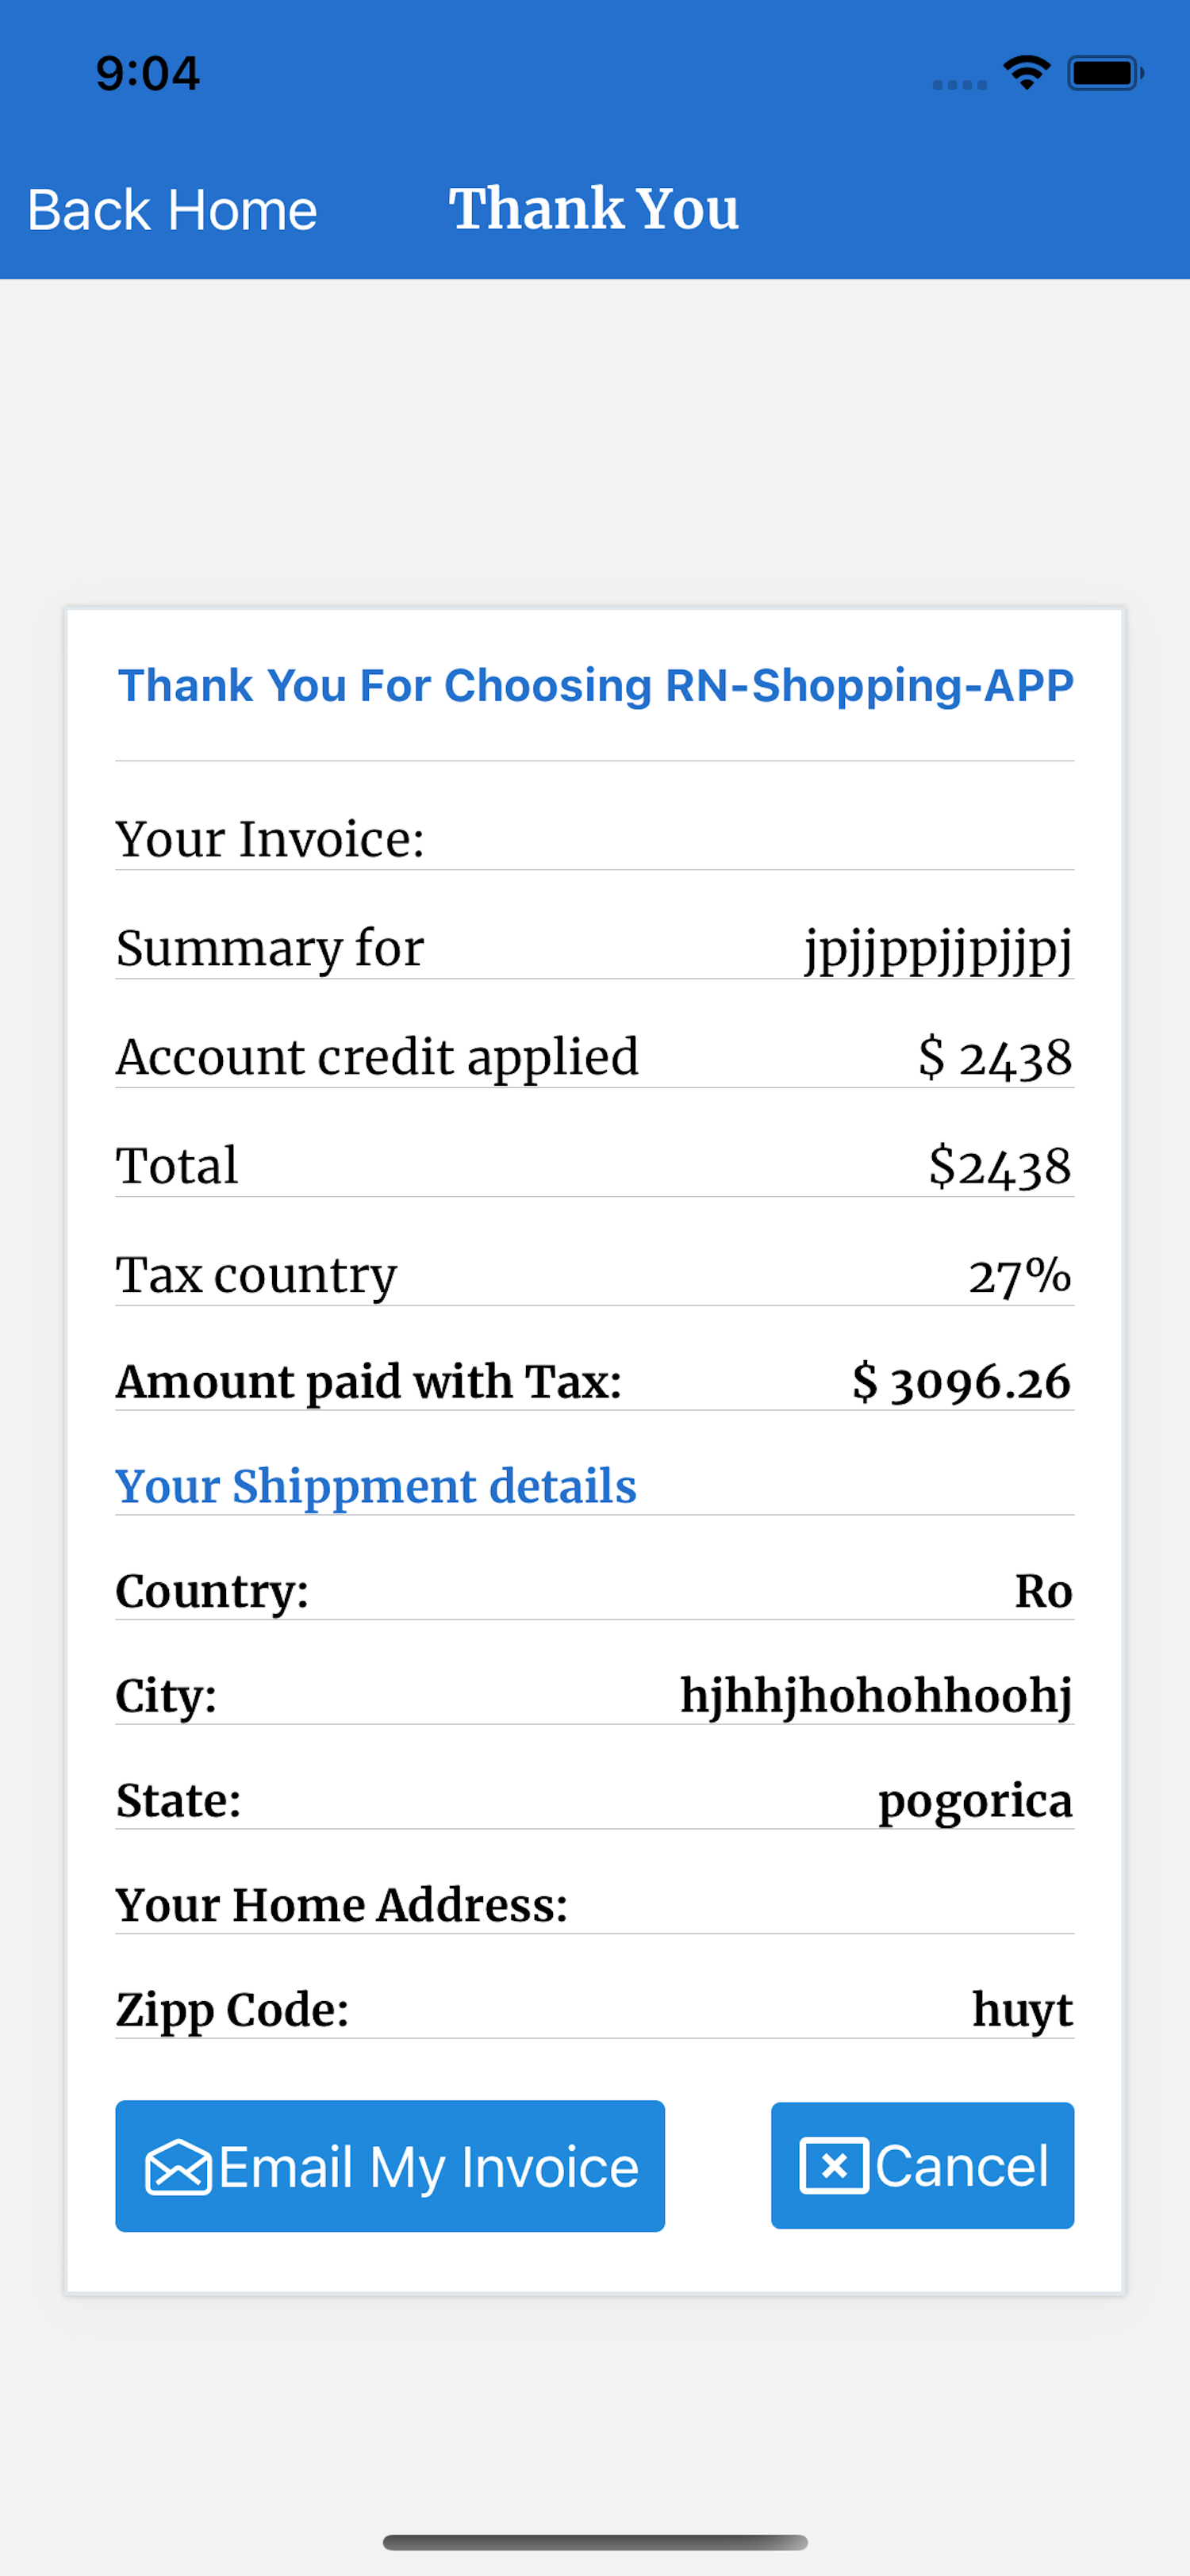 9:04
Back Home Thank You
Thank You For Choosing RN-Shopping-APP
Your Invoice:
Summary for jpjjppjjpjjpj
Account credit applied $ 2438
Total $2438
Tax country 27%
Amount paid with Tax: $ 3096.26
Your Shippment details
Country: Ro
City: hjhhjhohohhoohj
State: pogorica
Your Home Address:
Zipp Code: huyt
Email My Invoice Cancel